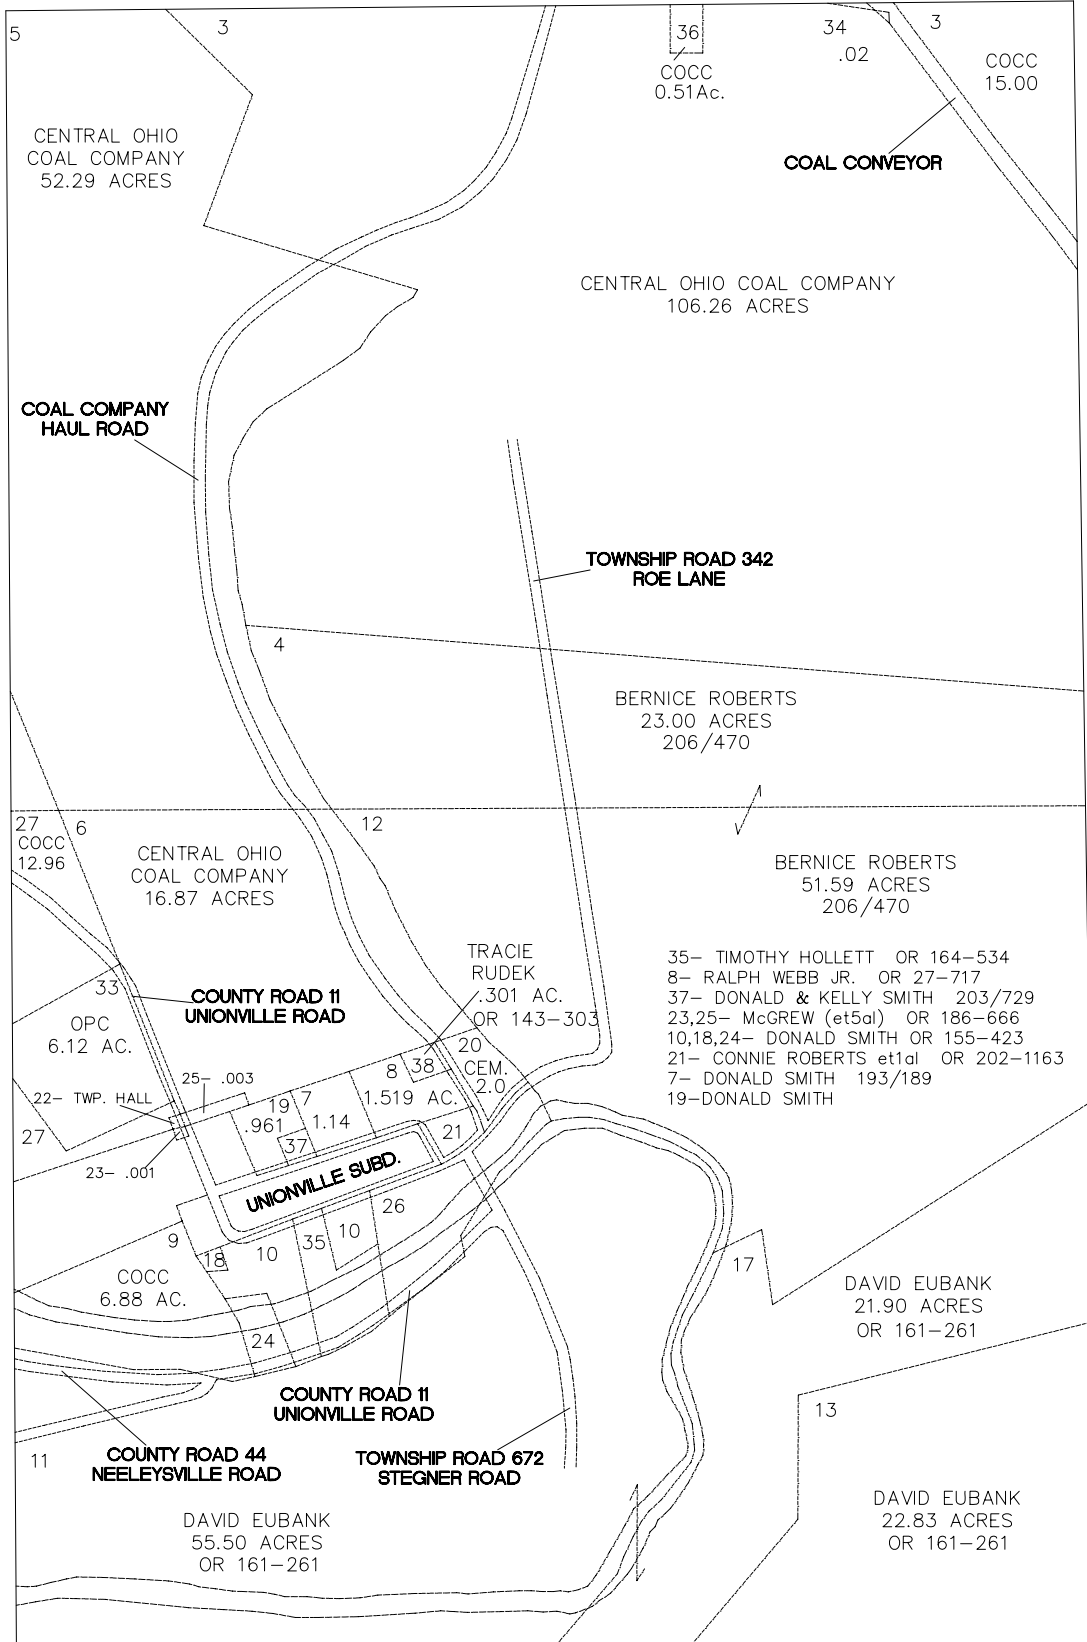 5
3
36
34
3
.02
COCC
0.51Ac.
COCC
15.00
CENTRAL OHIO
COAL COMPANY
52.29 ACRES
COAL CONVEYOR
CENTRAL OHIO COAL COMPANY
106.26 ACRES
COAL COMPANY
HAUL ROAD
TOWNSHIP ROAD 342
ROE LANE
4
BERNICE ROBERTS
23.00 ACRES
206/470
27
6
12
COCC
12.96
CENTRAL OHIO
COAL COMPANY
16.87 ACRES
BERNICE ROBERTS
51.59 ACRES
206/470
TRACIE
RUDEK
.301 AC.
OR 143-303
35- TIMOTHY HOLLETT OR 164-534
8- RALPH WEBB JR. OR 27-717
37- DONALD & KELLY SMITH 203/729
23,25- McGREW (et5al) OR 186-666
10,18,24- DONALD SMITH OR 155-423
21- CONNIE ROBERTS et1al OR 202-1163
7- DONALD SMITH 193/189
19-DONALD SMITH
33
COUNTY ROAD 11
UNIONVILLE ROAD
OPC
6.12 AC.
20
CEM.
2.0
8
38
1.519 AC.
25- .003
22- TWP. HALL
19
7
.961
1.14
37
21
27
23- .001
UNIONVILLE SUBD.
9
18
10
35
10
26
COCC
6.88 AC.
24
17
DAVID EUBANK
21.90 ACRES
OR 161-261
COUNTY ROAD 11
UNIONVILLE ROAD
13
11
COUNTY ROAD 44
NEELEYSVILLE ROAD
TOWNSHIP ROAD 672
STEGNER ROAD
DAVID EUBANK
22.83 ACRES
OR 161-261
DAVID EUBANK
55.50 ACRES
OR 161-261